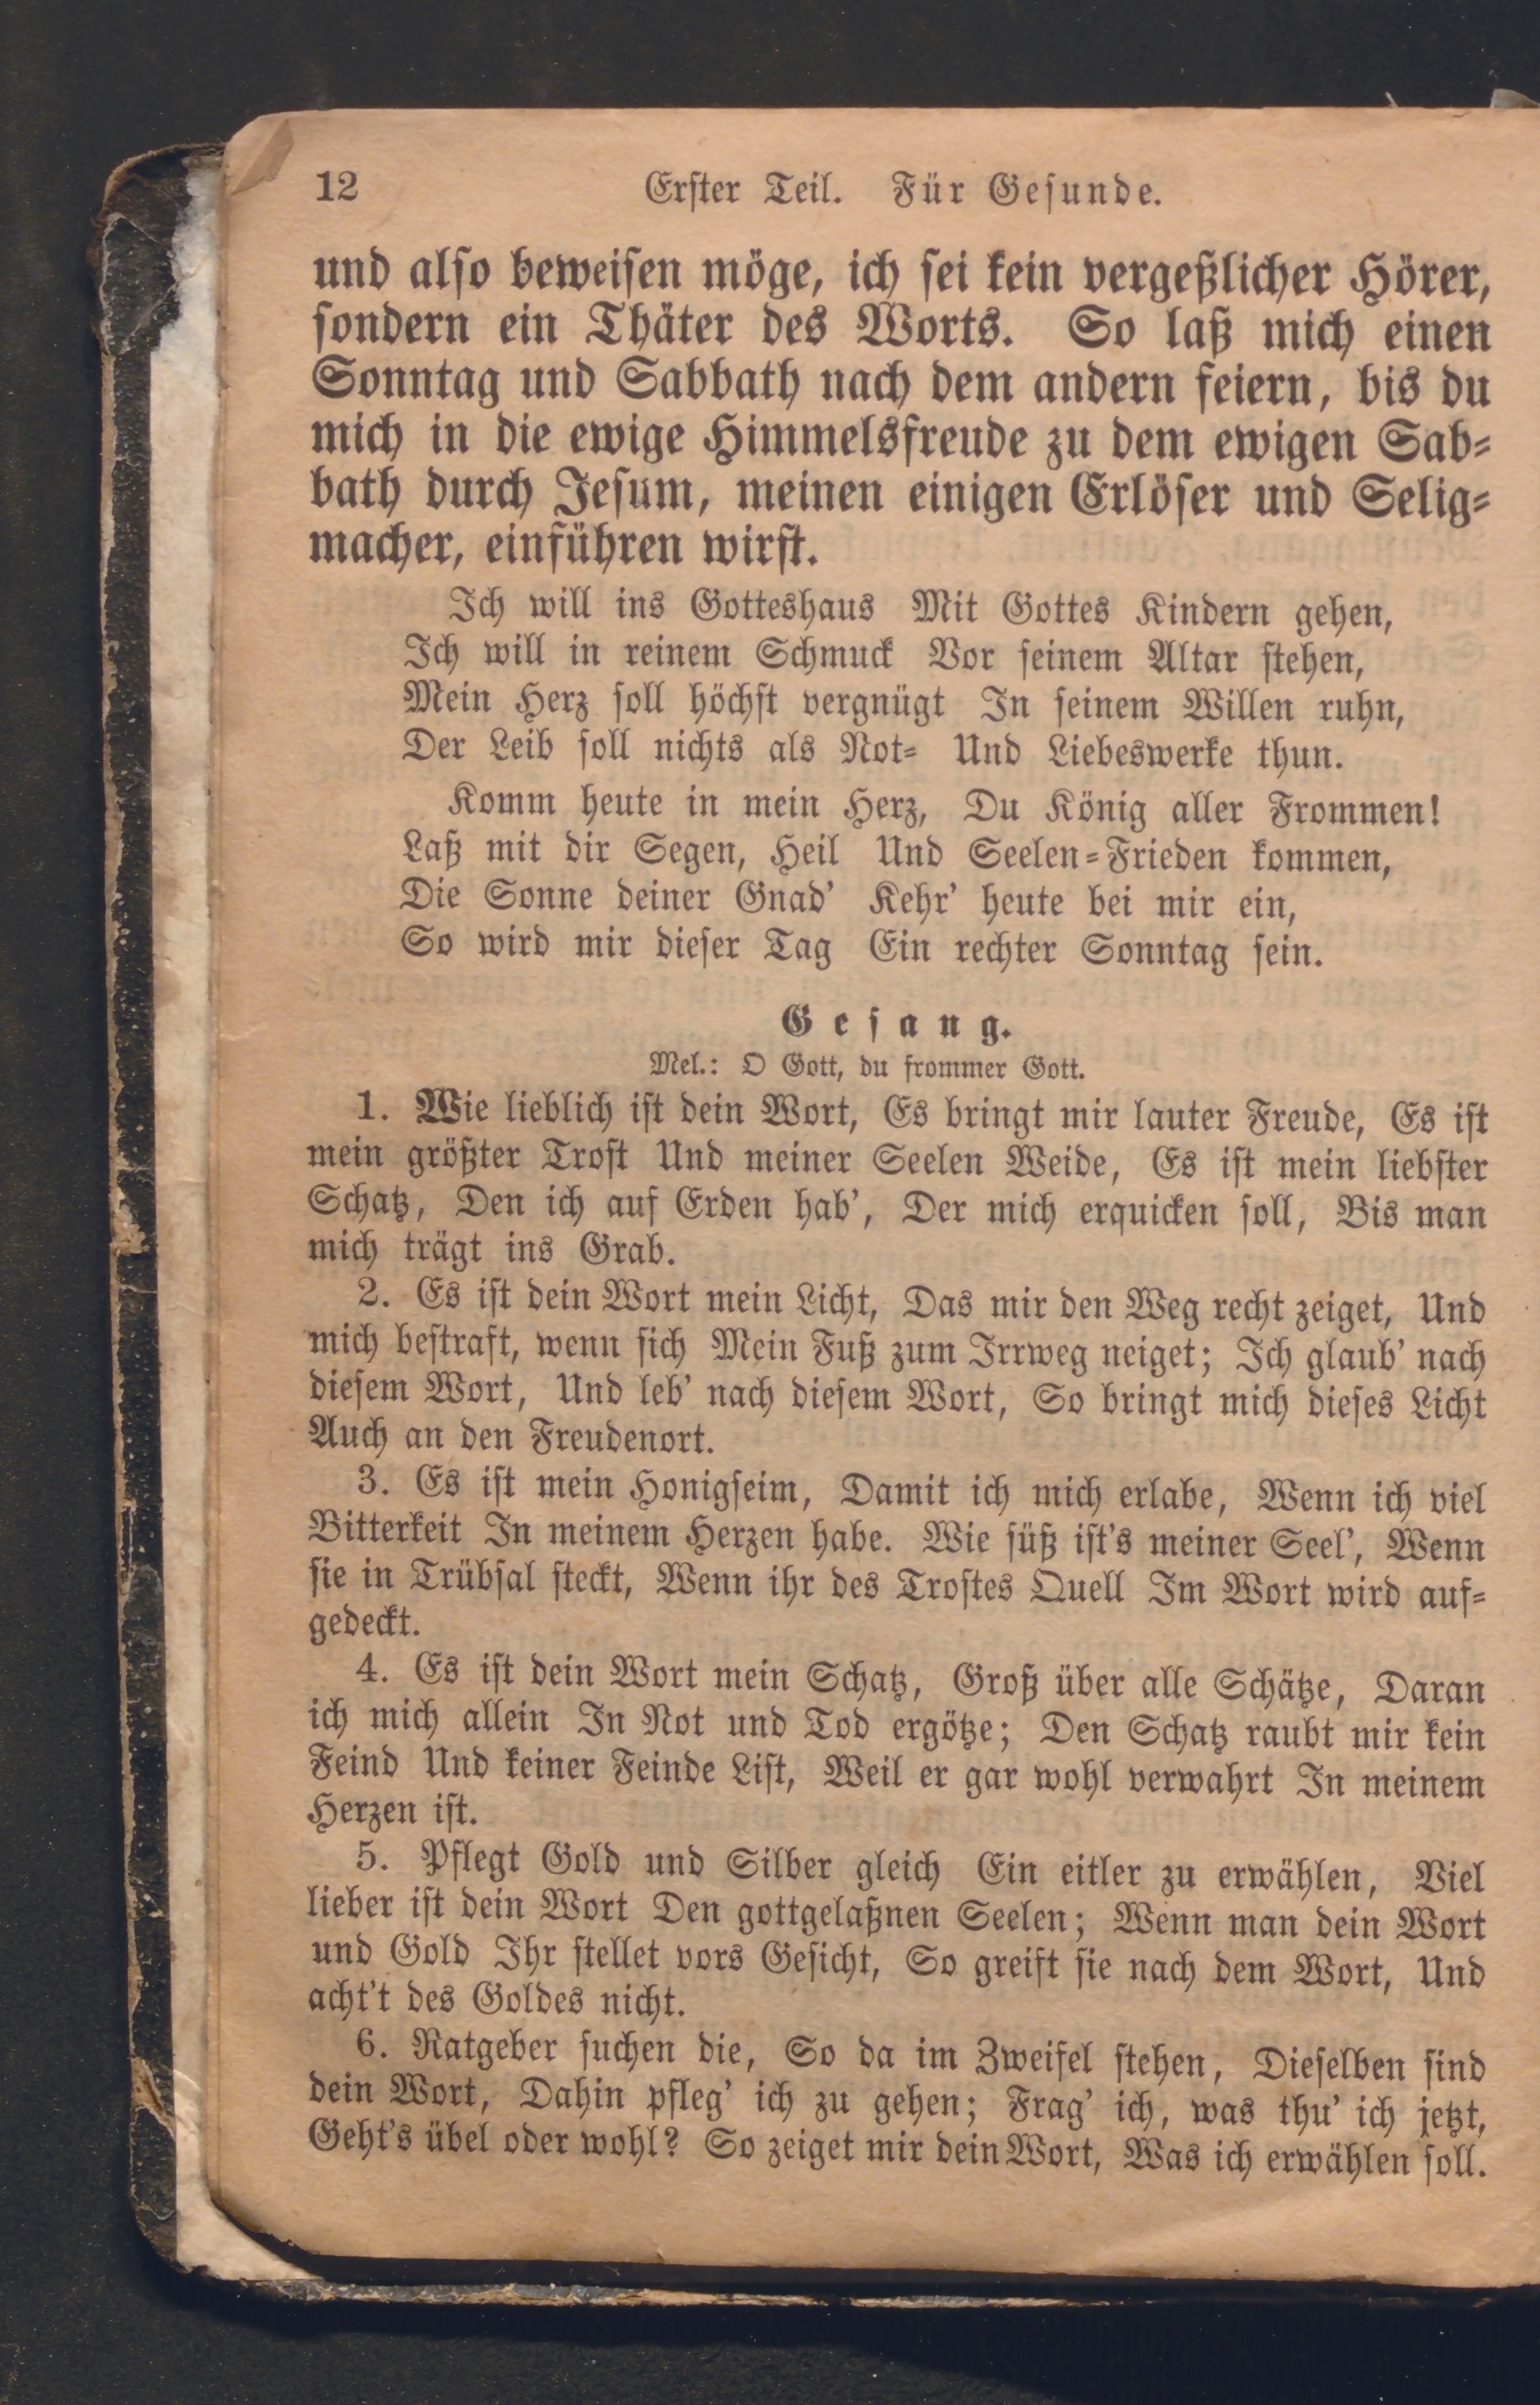 12 Erster Teil. Für Gesunde.
und also beweisen möge, ich sei kein vergeßlicher Hörer,
sondern ein Thäter des Worts. So laß mich einen
Sonntag und Sabbath nach dem andern feiern, bis du
mich in die ewige Himmelsfreude zu dem ewigen Sab-
bath durch Jesum, meinen einigen Erlöser und Selig-
macher, einführen wirst.
Ich will ins Gotteshaus Mit Gottes Kindern gehen,
Ich will in reinem Schmuck Vor seinem Altar stehen,
Mein Herz soll höchst vergnügt In seinem Willen ruhn,
Der Leib soll nichts als Not- Und Liebeswerke thun.
Komm heute in mein Herz, Du König aller Frommen!
Laß mit dir Segen, Heil Und Seelen-Frieden kommen,
Die Sonne deiner Gnad' Kehr' heute bei mir ein,
So wird mir dieser Tag Ein rechter Sonntag sein.
Gesang.
Mel.: O Gott, du frommer Gott.
1. Wie lieblich ist dein Wort, Es bringt mir lauter Freude, Es ist
mein größter Trost Und meiner Seelen Weide, Es ist mein liebster
Schatz, Den ich auf Erden hab', Der mich erquicken soll, Bis man
mich trägt ins Grab.
2. Es ist dein Wort mein Licht, Das mir den Weg recht zeiget, Und
mich bestraft, wenn sich Mein Fuß zum Irrweg neiget; Ich glaub' nach
diesem Wort, Und leb' nach diesem Wort, So bringt mich dieses Licht
Auch an den Freudenort.
3. Es ist mein Honigseim, Damit ich mich erlabe, Wenn ich viel
Bitterkeit In meinem Herzen habe. Wie süß ist's meiner Seel', Wenn
sie in Trübsal steckt, Wenn ihr des Trostes Quell Im Wort wird auf-
gedeckt.
4. Es ist dein Wort mein Schatz, Groß über alle Schätze, Daran
ich mich allein In Not und Tod ergötze; Den Schatz raubt mir kein
Feind Und keiner Feinde List, Weil er gar wohl verwahrt In meinem
Herzen ist.
5. Pflegt Gold und Silber gleich Ein eitler zu erwählen, Viel
lieber ist dein Wort Den gottgelaßnen Seelen; Wenn man dein Wort
und Gold Ihr stellet vors Gesicht, So greift sie nach dem Wort, Und
acht't des Goldes nicht.
6. Ratgeber suchen die, So da im Zweifel stehen, Dieselben sind
dein Wort, Dahin pfleg' ich zu gehen; Frag' ich, was thu' ich jetzt,
Geht's übel oder wohl? So zeiget mir dein Wort, Was ich erwählen soll.